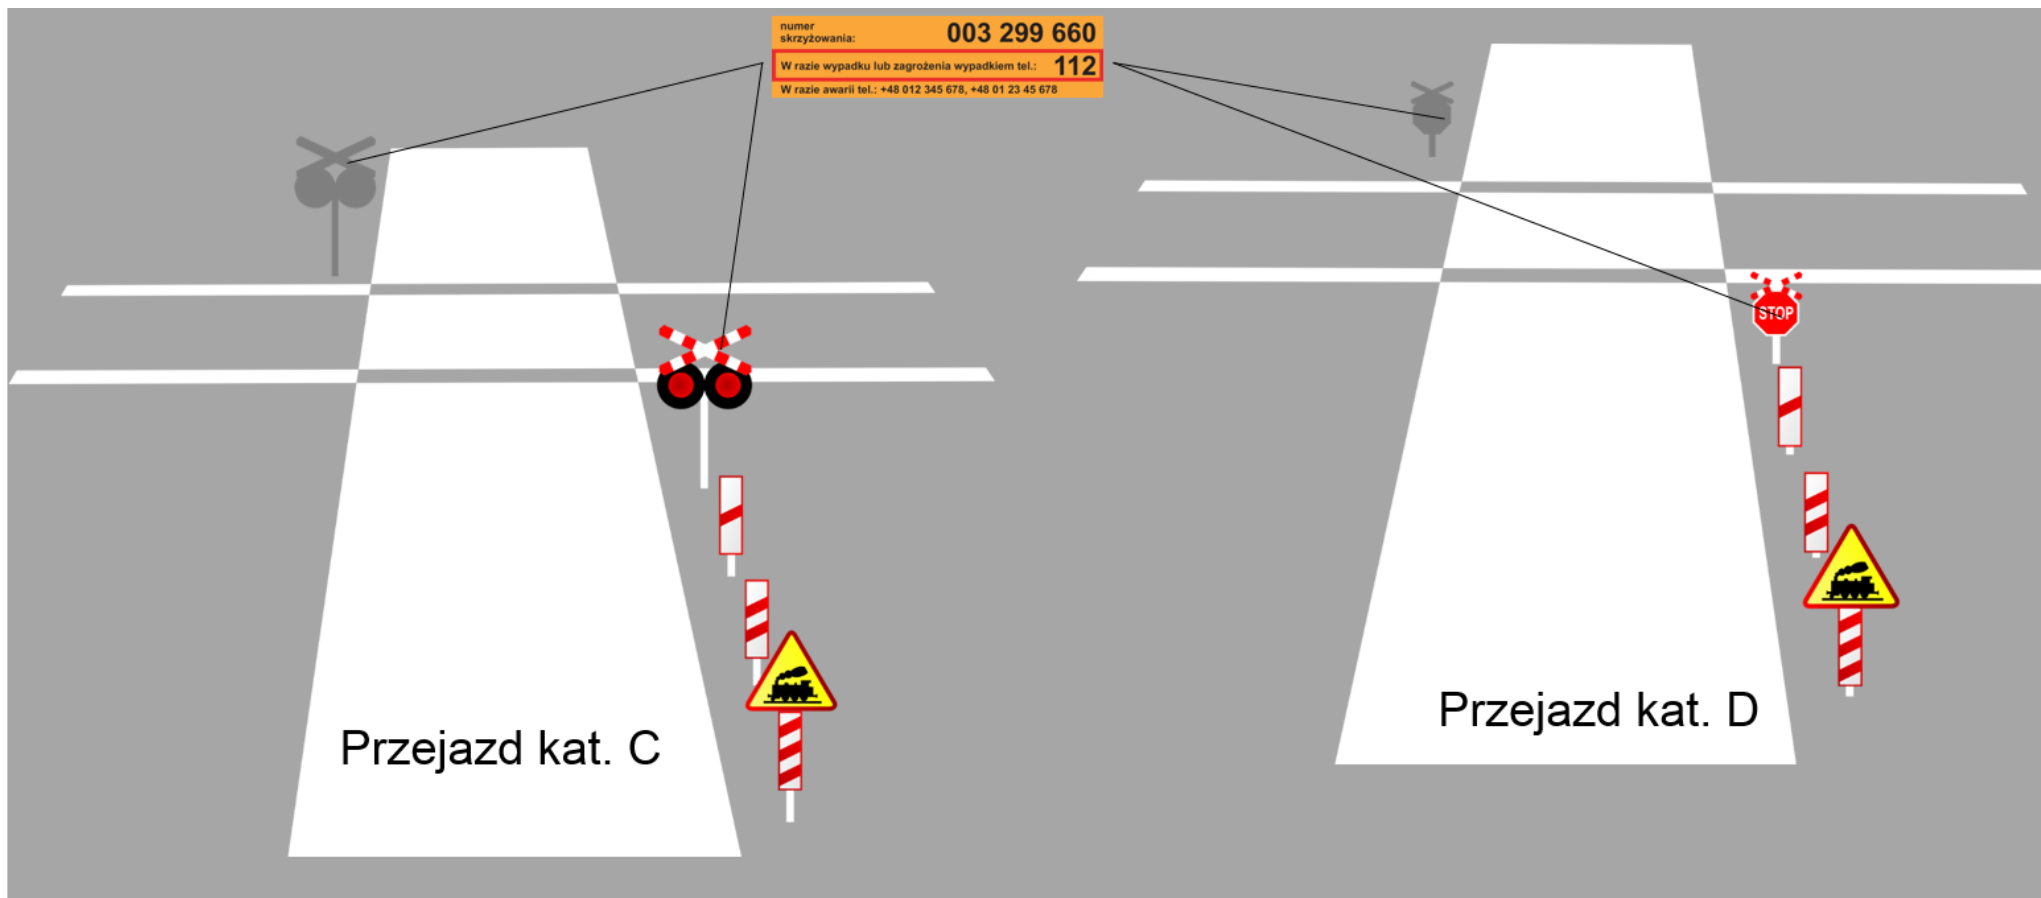 numer
skrzyżowania: 003 299 660
W razie wypadku lub zagrożenia wypadkiem tel.: 112
W razie awarii tel.: +48 012 345 678, +48 01 23 45 678
STOP
Przejazd kat. C
Przejazd kat. D